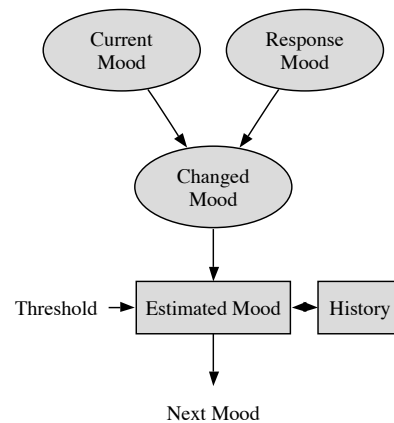 Current
Mood
Response
Mood
Changed
Mood
Threshold
Estimated Mood
History
Next Mood